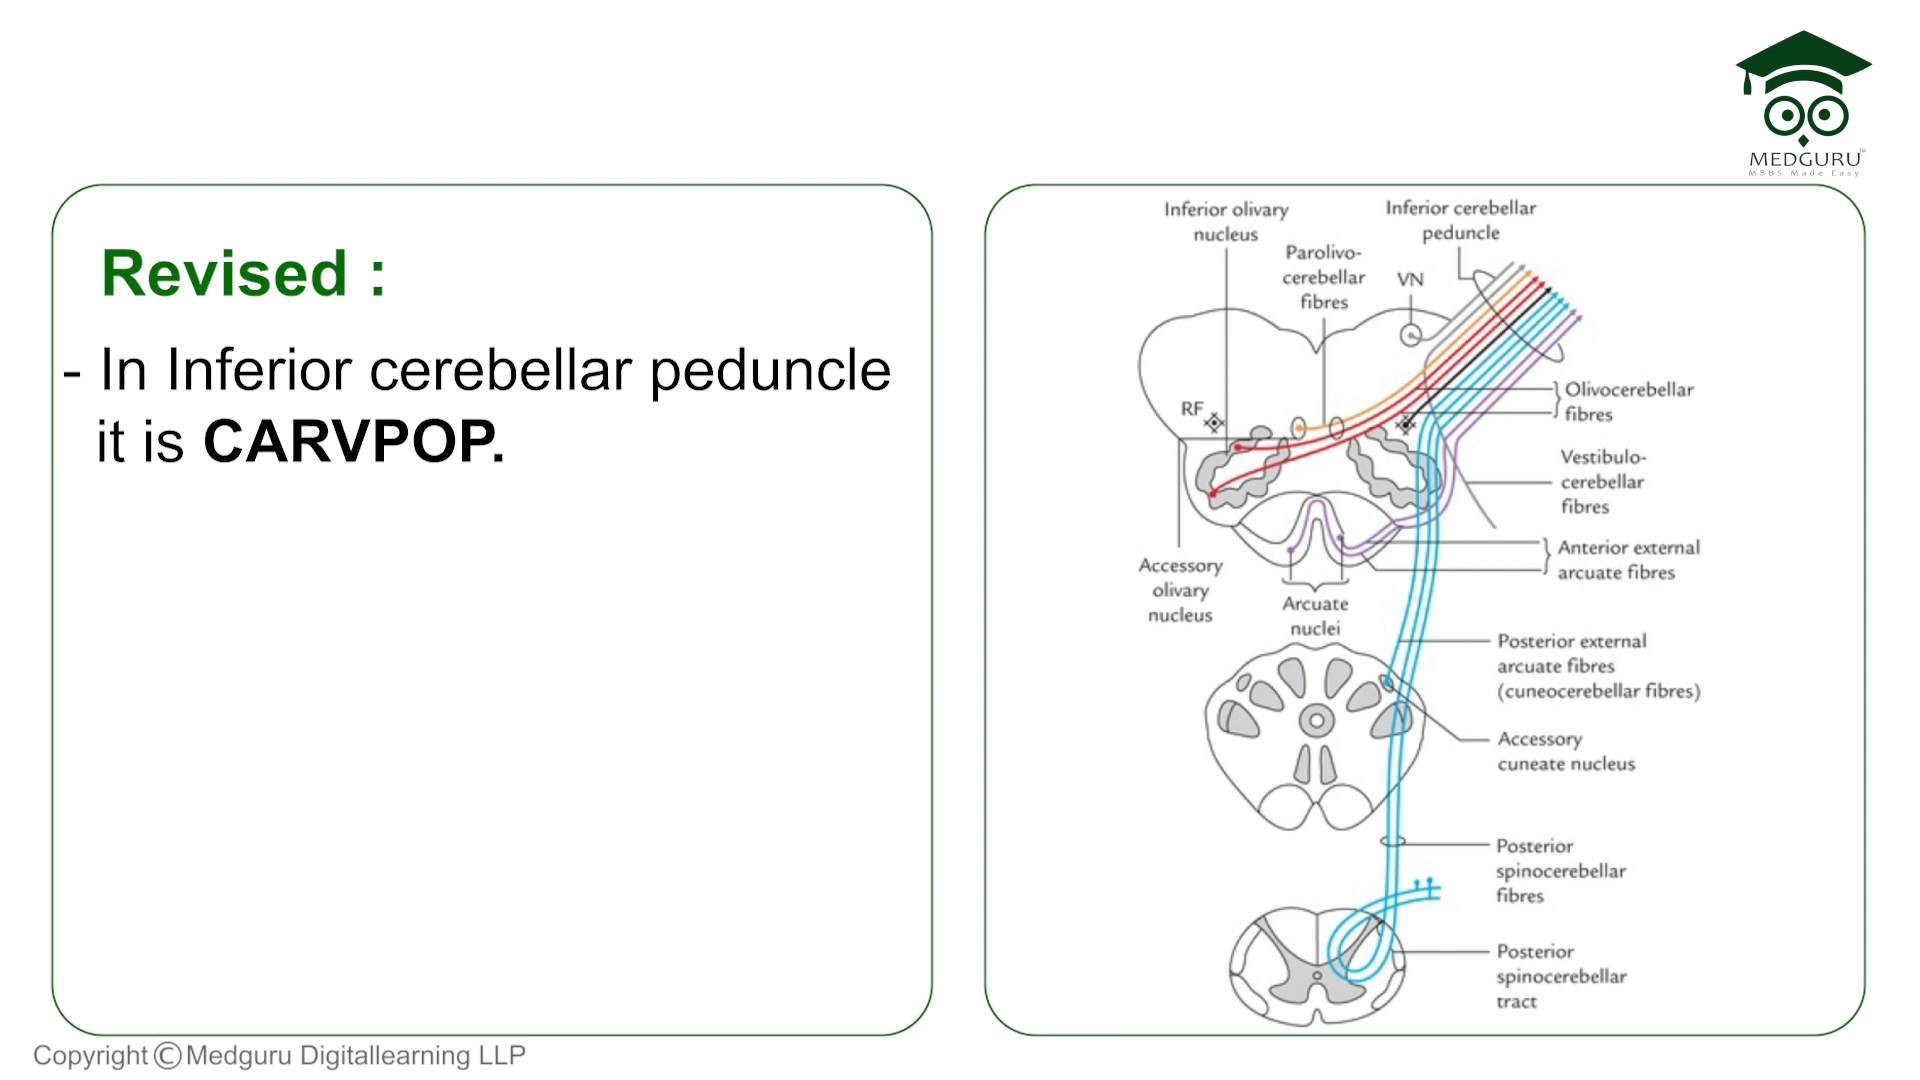 MEDGURU
TM
MBBS Made Easy
Revised :
- In Inferior cerebellar peduncle
it is CARVPOP.
Inferior olivary
nucleus
Parolivo-
cerebellar
fibres
Inferior cerebellar
peduncle
VN
RF
Olivocerebellar
fibres
Vestibulo-
cerebellar
fibres
Anterior external
arcuate fibres
Accessory
olivary
nucleus
Arcuate
nuclei
Posterior external
arcuate fibres
(cuneocerebellar fibres)
Accessory
cuneate nucleus
Posterior
spinocerebellar
fibres
Posterior
spinocerebellar
tract
Copyright © Medguru Digitallearning LLP